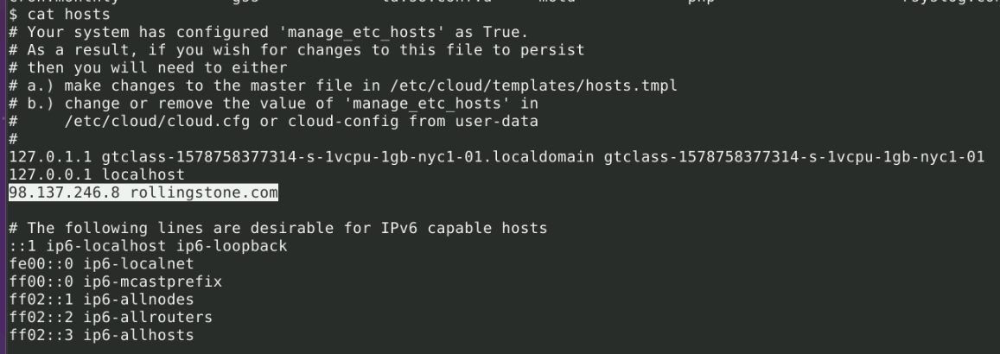 $ cat hosts
# Your system has configured 'manage_etc_hosts' as True.
# As a result, if you wish for changes to this file to persist
# then you will need to either
# a.) make changes to the master file in /etc/cloud/templates/hosts.tmpl
# b.) change or remove the value of 'manage_etc_hosts' in
#     /etc/cloud/cloud.cfg or cloud-config from user-data
#
127.0.1.1 gtclass-1578758377314-s-1vcpu-1gb-nyc1-01.localdomain gtclass-1578758377314-s-1vcpu-1gb-nyc1-01
127.0.0.1 localhost
98.137.246.8 rollingstone.com
# The following lines are desirable for IPv6 capable hosts
::1 ip6-localhost ip6-loopback
fe00::0 ip6-localnet
ff00::0 ip6-mcastprefix
ff02::1 ip6-allnodes
ff02::2 ip6-allrouters
ff02::3 ip6-allhosts